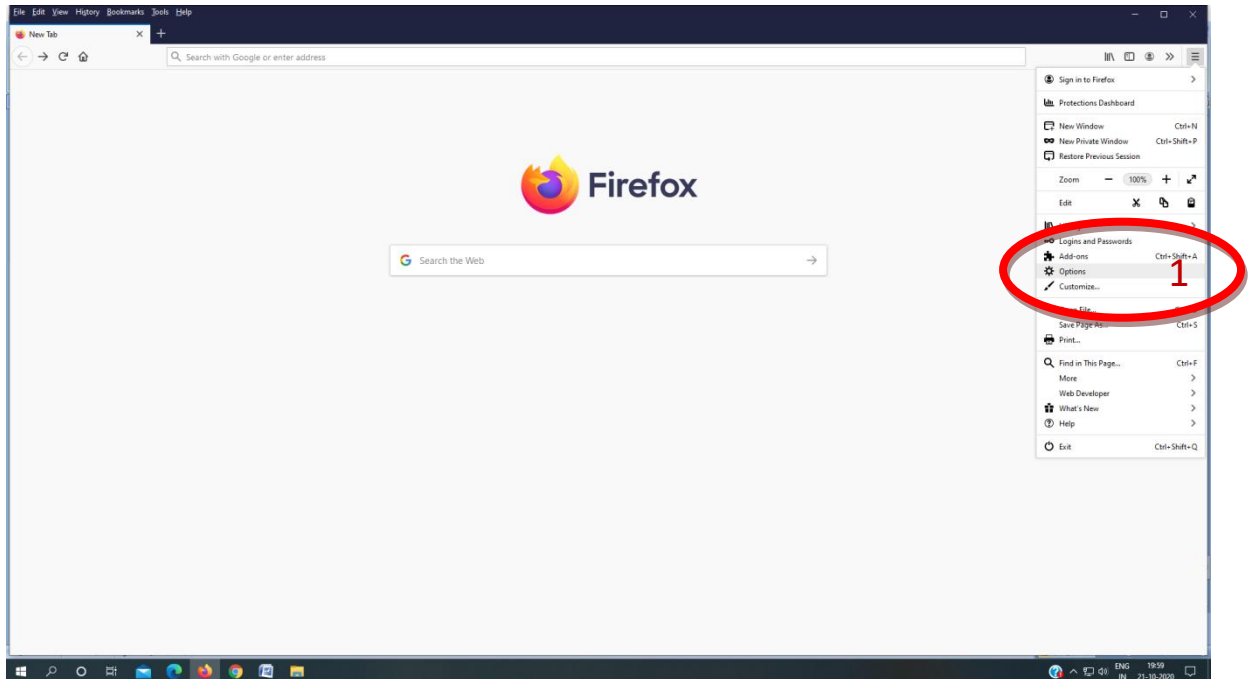 File Edit View History Bookmarks Tools Help
New Tab
Search with Google or enter address
Sign in to Firefox
Protections Dashboard
New Window Ctrl+N
New Private Window Ctrl+Shift+P
Restore Previous Session
Zoom 100%
Edit
Firefox
Search the Web
Logins and Passwords
Add-ons Ctrl+Shift+A
Options
1
Customize...
Save Page As... Ctrl+S
Print...
Find in This Page... Ctrl+F
More
Web Developer
What's New
Help
Exit Ctrl+Shift+Q
ENG 19:59
IN 21-10-2020